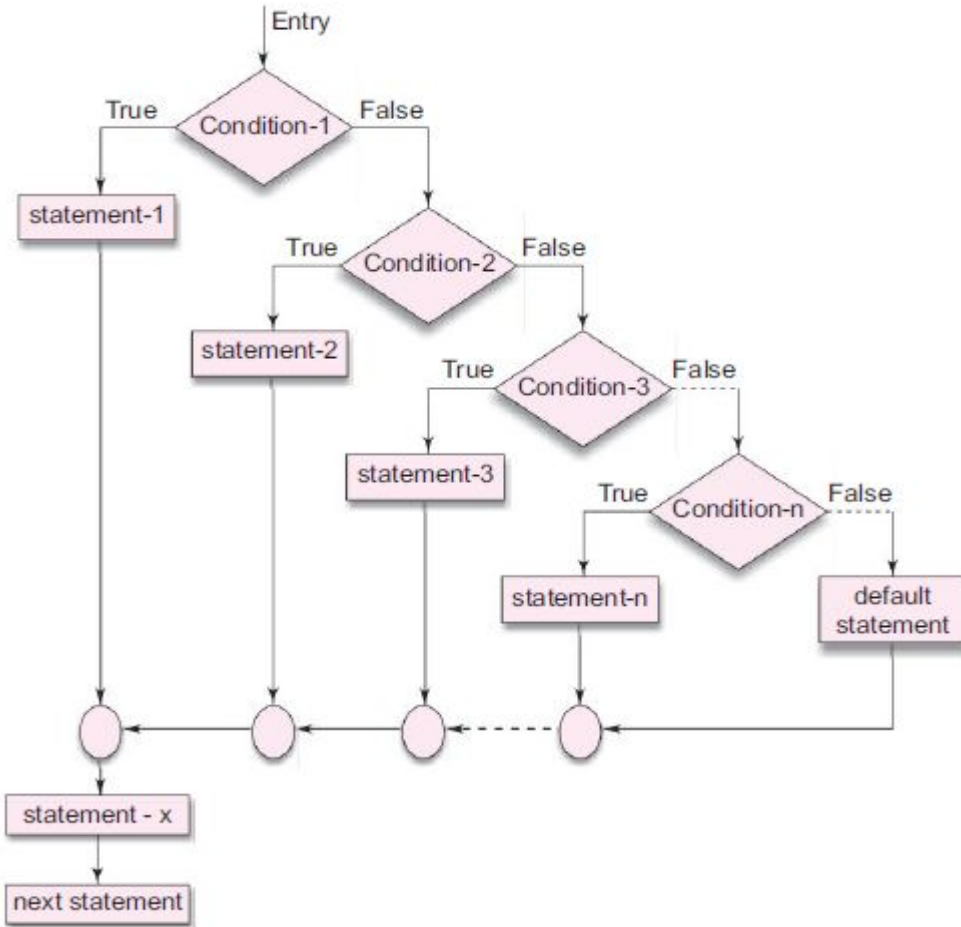 Entry
True
False
Condition-1
statement-1
True
False
Condition-2
statement-2
True
False
Condition-3
statement-3
True
False
Condition-n
statement-n
default
statement
statement - x
next statement